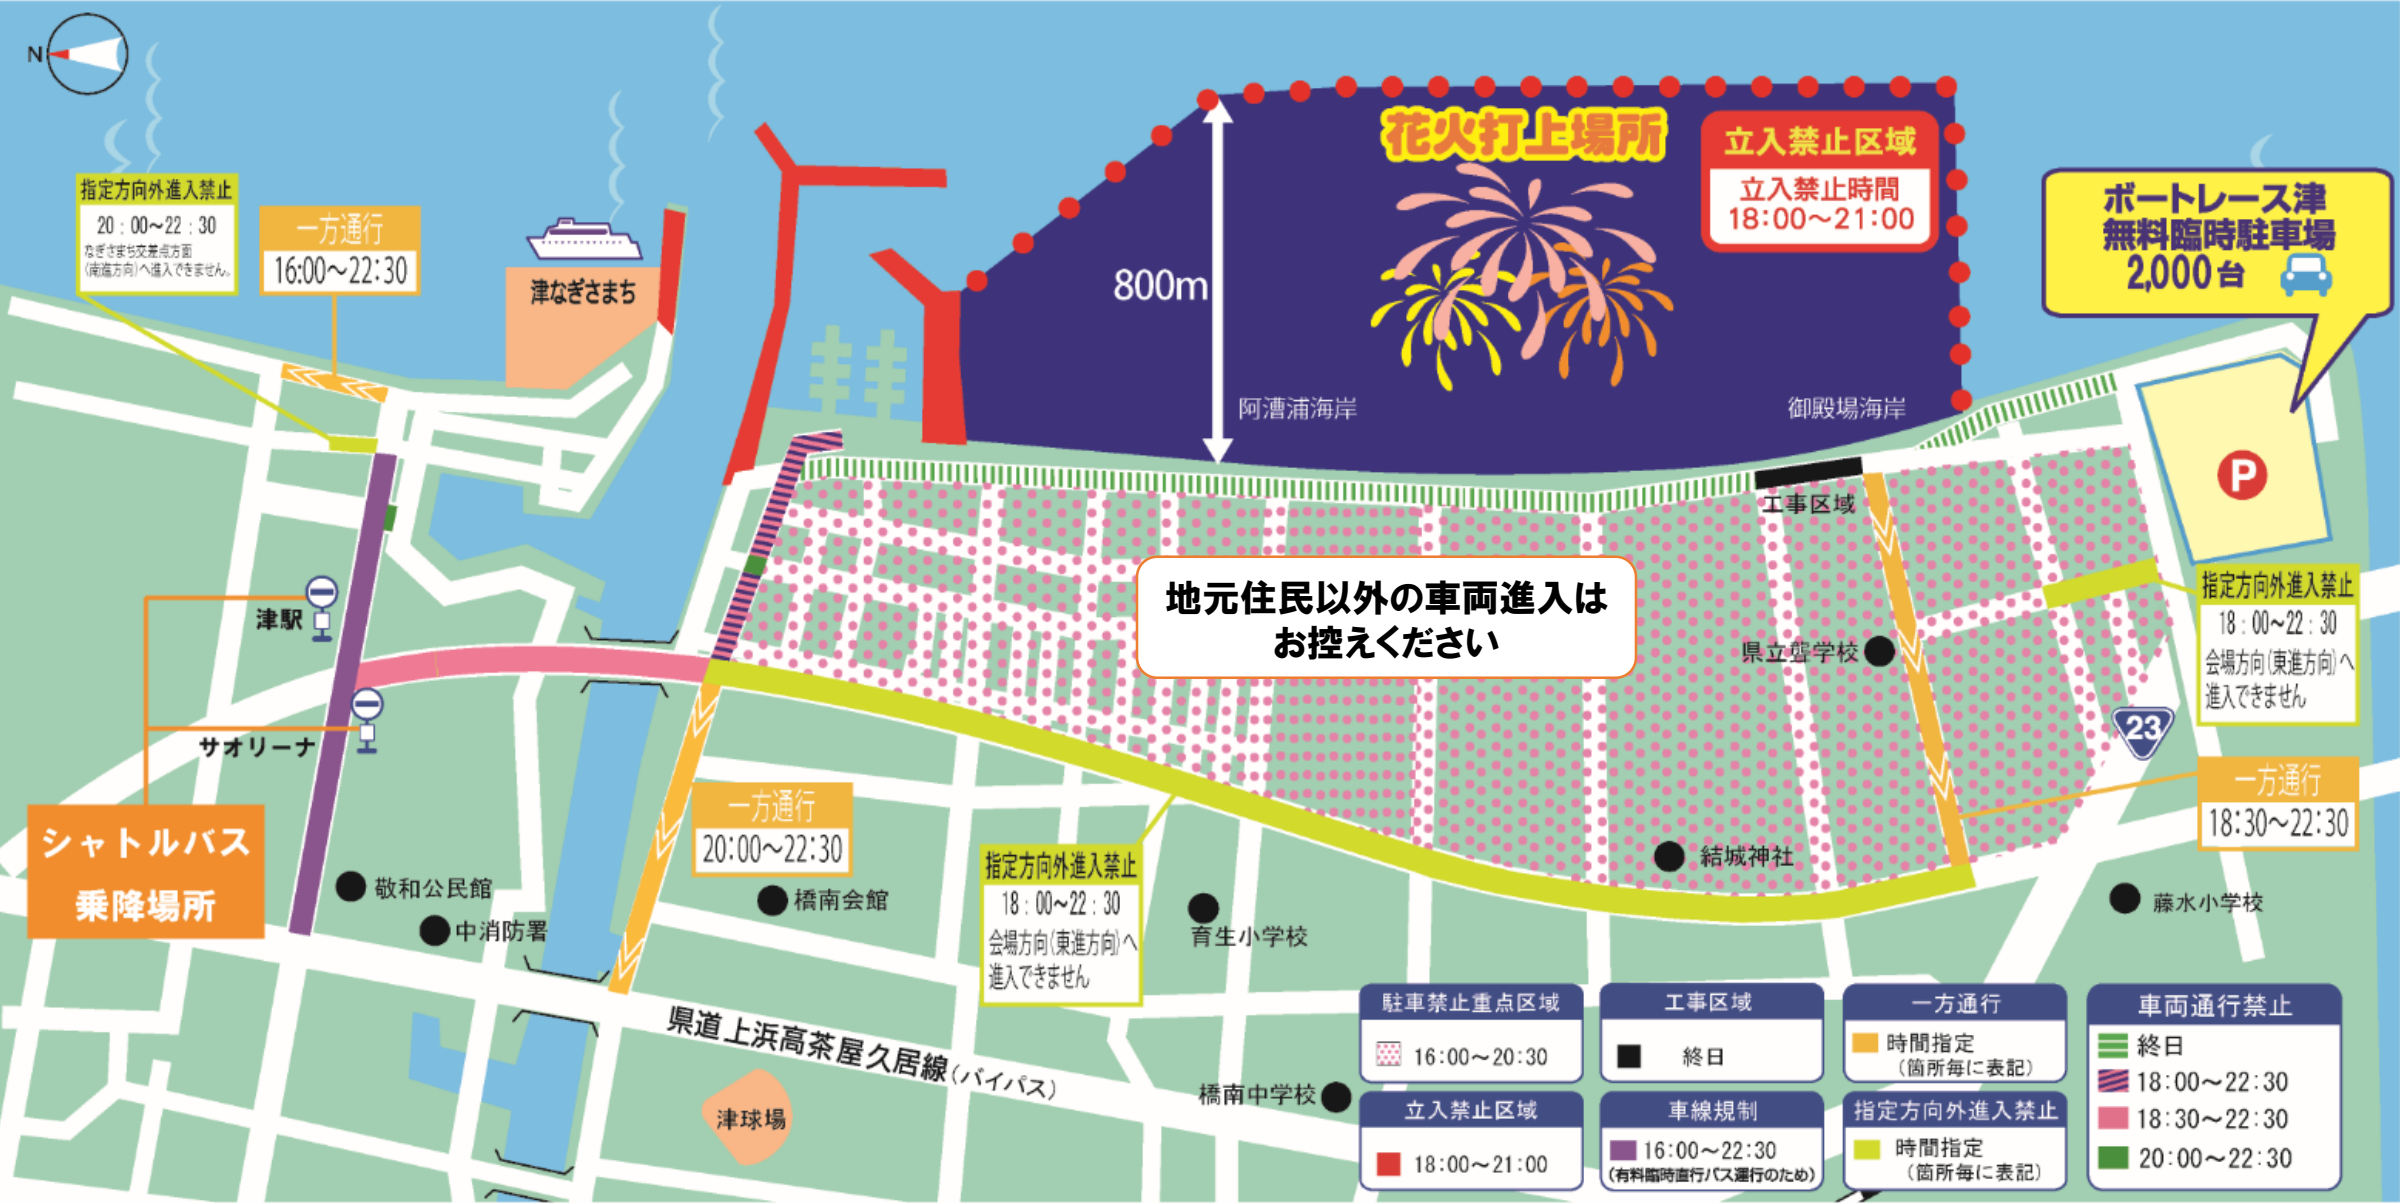 N
指定方向外進入禁止
20：00〜22：30
なぎさまち交差点方面
(南進方向)へ進入できません。
一方通行
16:00〜22:30
津なぎさまち
800m
花火打上場所
立入禁止区域
立入禁止時間
18:00〜21:00
阿漕浦海岸
御殿場海岸
ボートレース津
無料臨時駐車場
2,000台
P
工事区域
地元住民以外の車両進入は
お控えください
県立聾学校
津駅
サオリーナ
シャトルバス
乗降場所
指定方向外進入禁止
18：00〜22：30
会場方向(東進方向)へ
進入できません
23
一方通行
18:30〜22:30
一方通行
20:00〜22:30
指定方向外進入禁止
18：00〜22：30
会場方向(東進方向)へ
進入できません
結城神社
敬和公民館
中消防署
橋南会館
育生小学校
藤水小学校
県道上浜高茶屋久居線(バイパス)
津球場
橋南中学校
駐車禁止重点区域
16:00〜20:30
工事区域
終日
一方通行
時間指定
(箇所毎に表記)
車両通行禁止
終日
18:00〜22:30
18:30〜22:30
20:00〜22:30
立入禁止区域
18:00〜21:00
車線規制
16:00〜22:30
(有料臨時直行バス運行のため)
指定方向外進入禁止
時間指定
(箇所毎に表記)